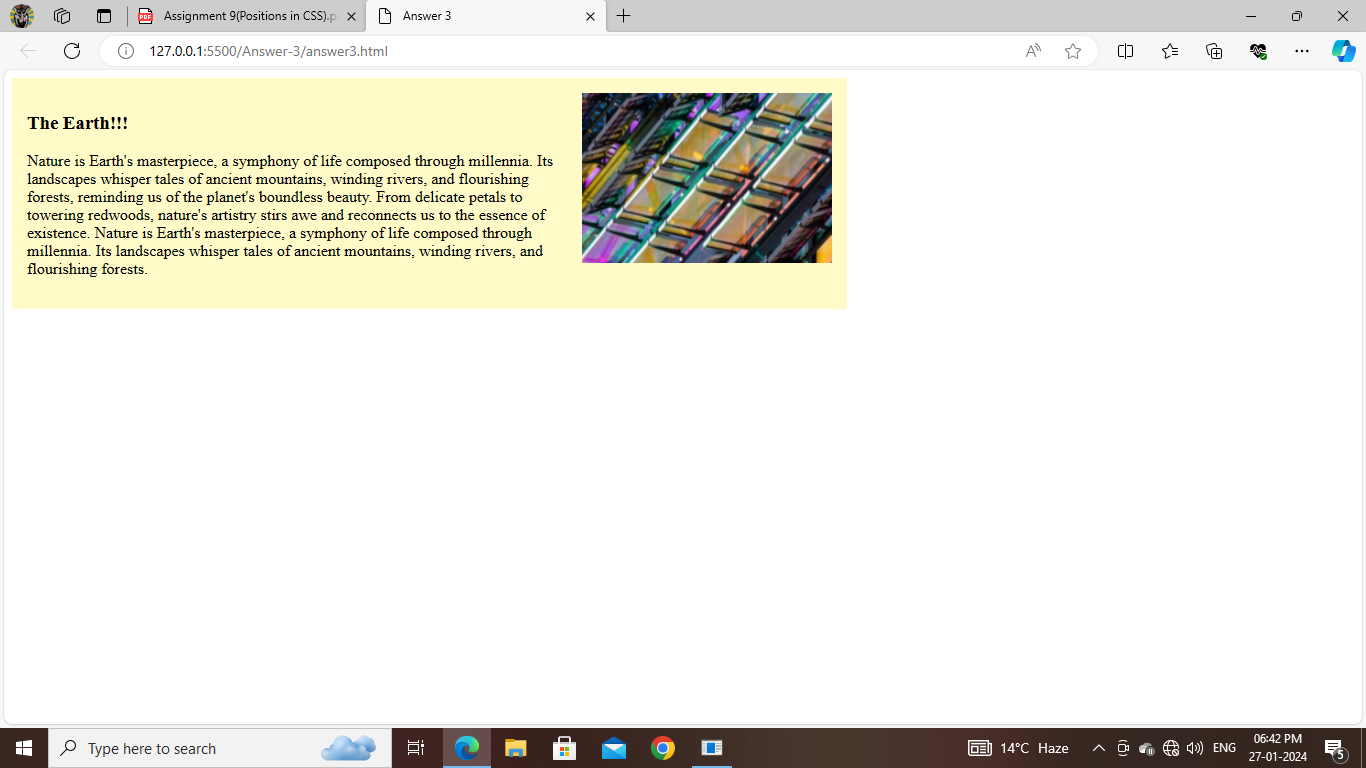 Assignment 9(Positions in CSS).p
Answer 3
127.0.0.1:5500/Answer-3/answer3.html
The Earth!!!
Nature is Earth's masterpiece, a symphony of life composed through millennia. Its
landscapes whisper tales of ancient mountains, winding rivers, and flourishing
forests, reminding us of the planet's boundless beauty. From delicate petals to
towering redwoods, nature's artistry stirs awe and reconnects us to the essence of
existence. Nature is Earth's masterpiece, a symphony of life composed through
millennia. Its landscapes whisper tales of ancient mountains, winding rivers, and
flourishing forests.
Type here to search
14°C Haze
ENG
06:42 PM
27-01-2024
5